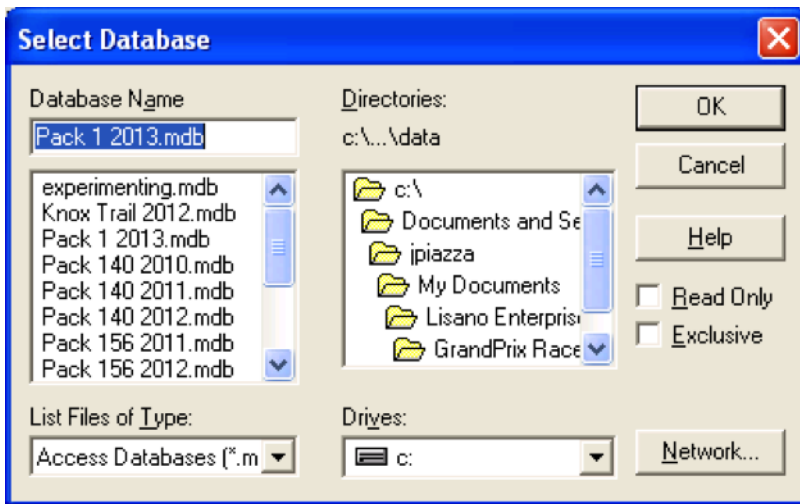 Select Database
Database Name
Pack 1 2013.mdb
experimenting.mdb
Knox Trail 2012.mdb
Pack 1 2013.mdb
Pack 140 2010.mdb
Pack 140 2011.mdb
Pack 140 2012.mdb
Pack 156 2011.mdb
Pack 156 2012.mdb
List Files of Type:
Access Databases (*.m
Directories:
c:\...\data
c:\
Documents and Se
jpiazza
My Documents
Lisano Enterpris
GrandPrix Race
Drives:
c:
OK
Cancel
Help
Read Only
Exclusive
Network...